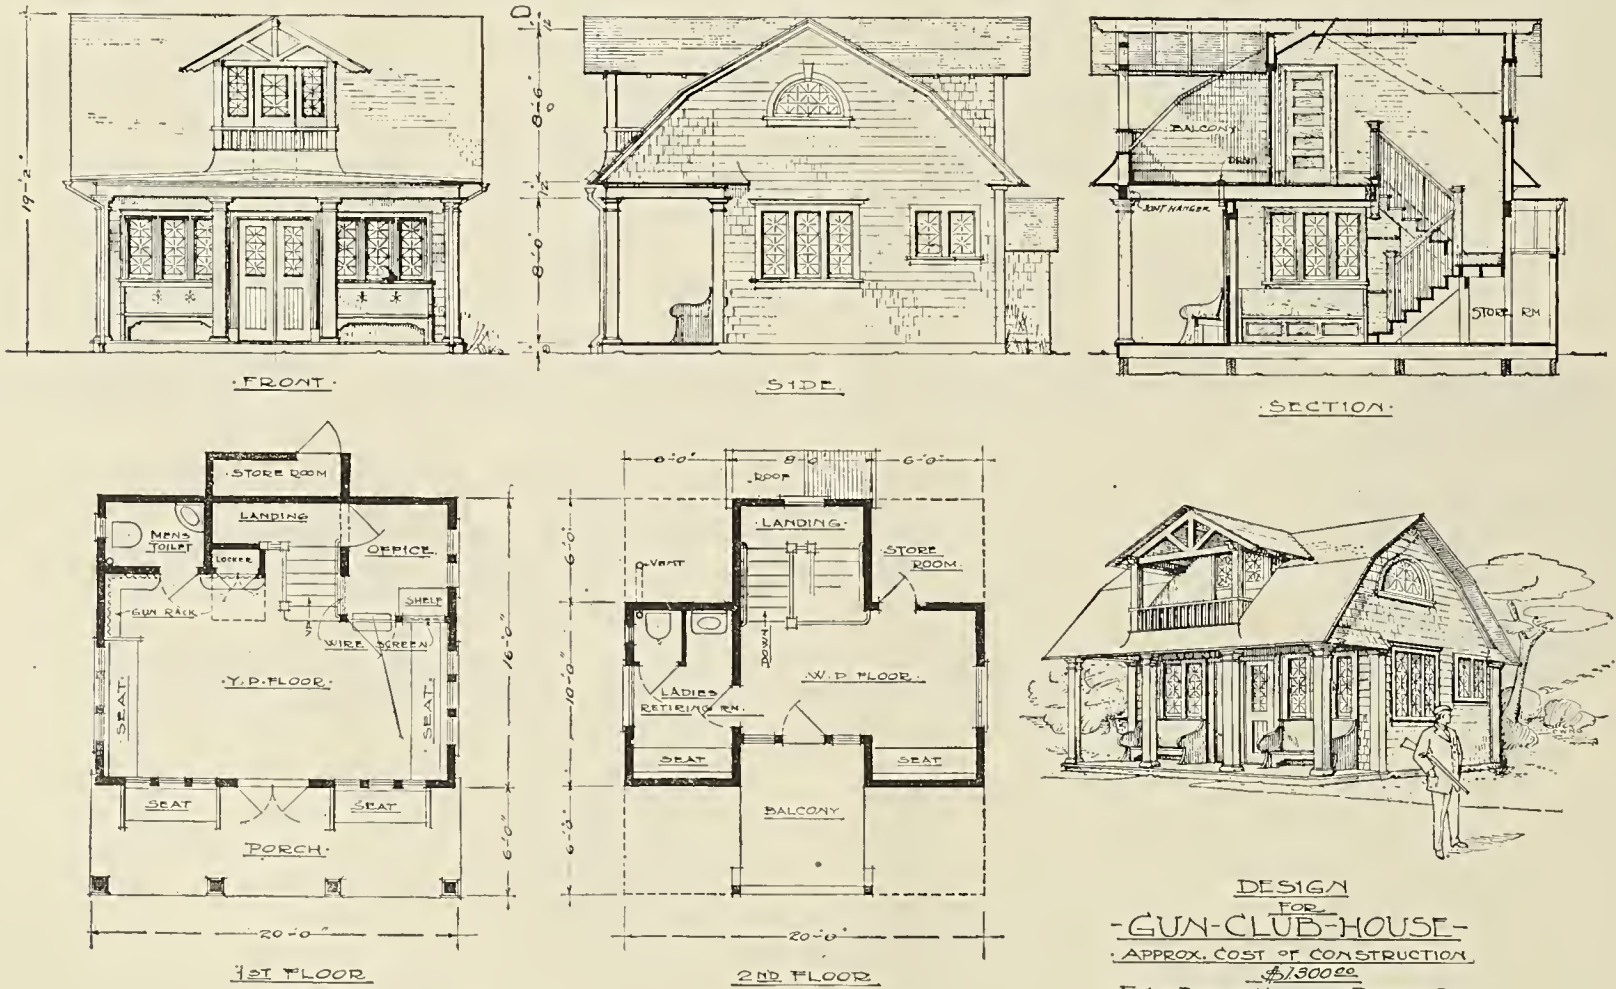 19'-2"
8'-6"
8'-0"
BALCONY
JOIST HANGER
STORE RM
·FRONT·
SIDE.
·SECTION·
·STORE ROOM
LANDING
MENS
TOILET
LOCKER
OFFICE.
SHELF
GUN RACK
WIRE SCREEN
UP
·Y.P. FLOOR·
SEAT
SEAT
SEAT
SEAT
PORCH·
16'-0"
6'-0"
20'-0"
1ST FLOOR
6'-0"
8'-0"
6'-0"
ROOF
·LANDING·
STORE
ROOM·
VENT
DOWN
W.P. FLOOR·
LADIES
RETIRING RM.
SEAT
SEAT
BALCONY
6'-0"
10'-0"
6'-0"
20'-0"
2ND FLOOR
DESIGN
FOR
-GUN-CLUB-HOUSE-
·APPROX. COST OF CONSTRUCTION
$1300 00